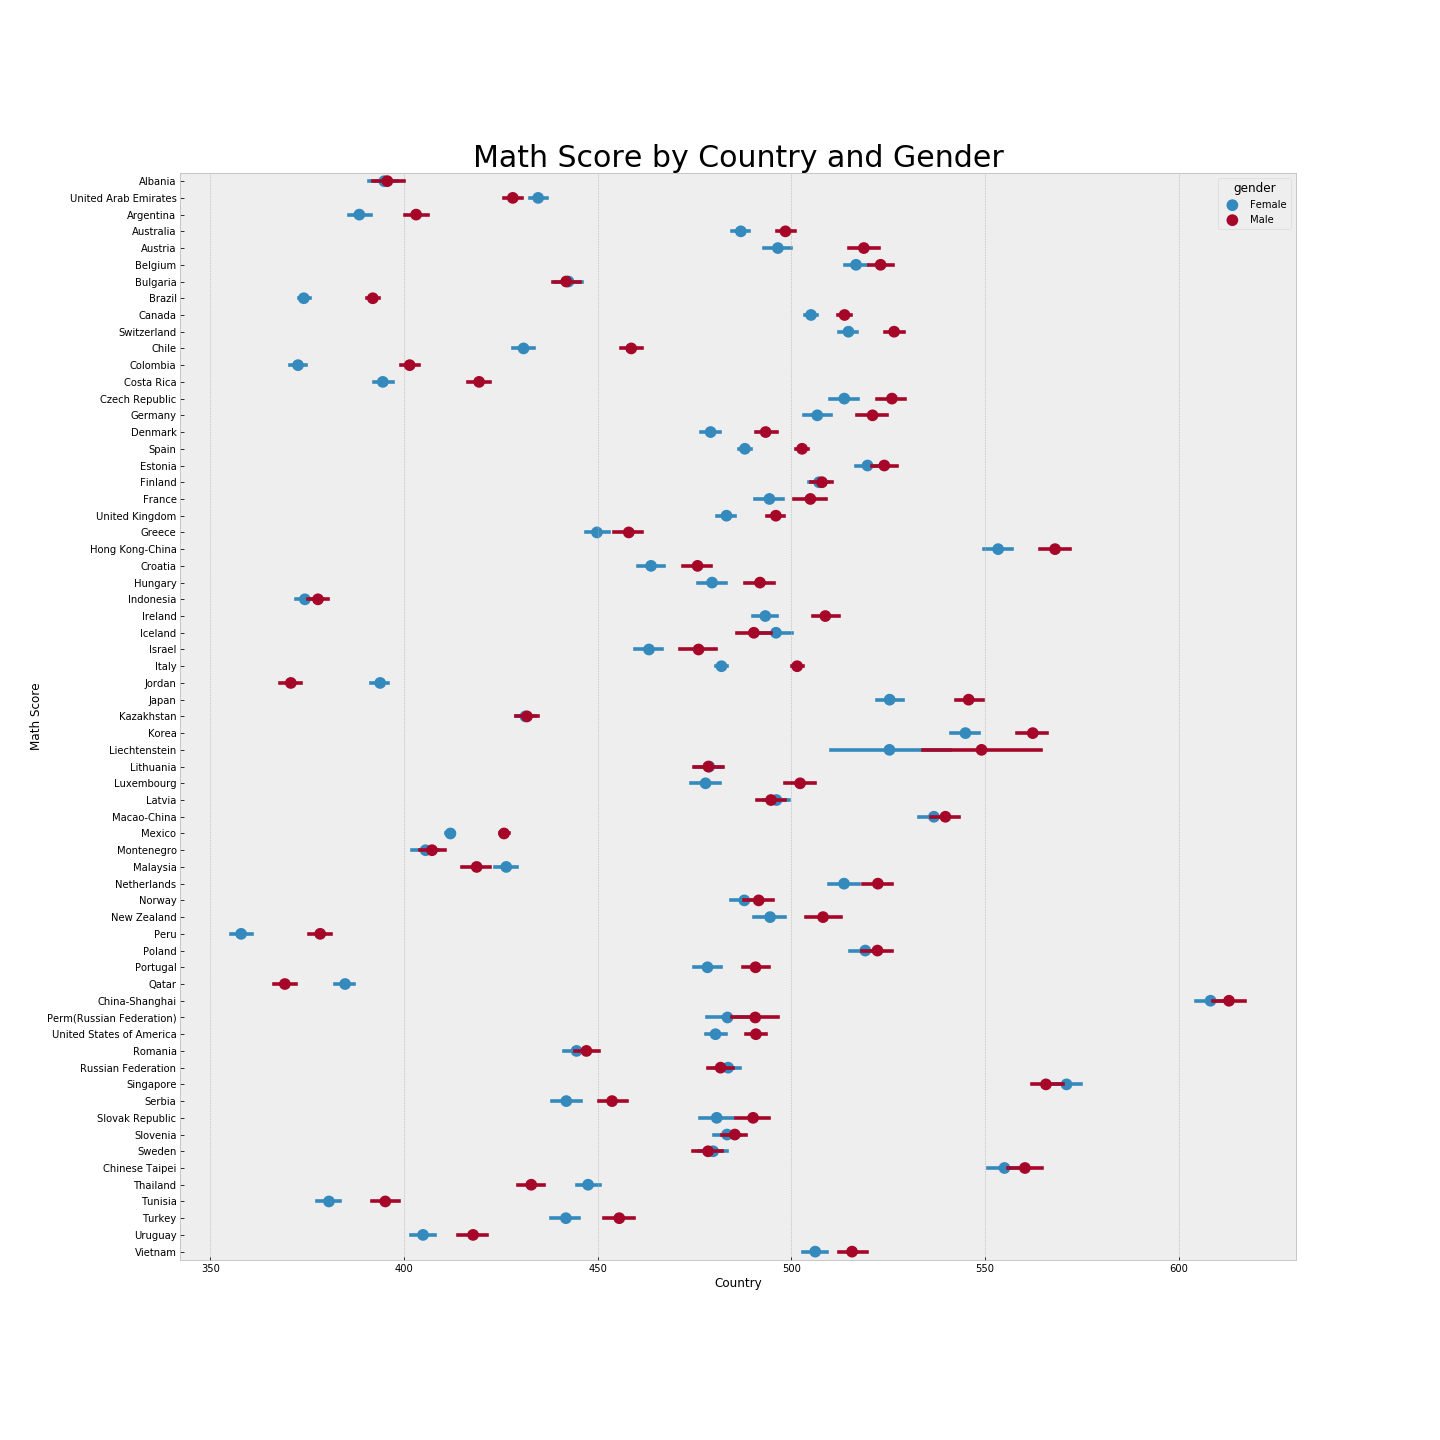 Math Score by Country and Gender
gender
Female
Male
Math Score
Albania
United Arab Emirates
Argentina
Australia
Austria
Belgium
Bulgaria
Brazil
Canada
Switzerland
Chile
Colombia
Costa Rica
Czech Republic
Germany
Denmark
Spain
Estonia
Finland
France
United Kingdom
Greece
Hong Kong-China
Croatia
Hungary
Indonesia
Ireland
Iceland
Israel
Italy
Jordan
Japan
Kazakhstan
Korea
Liechtenstein
Lithuania
Luxembourg
Latvia
Macao-China
Mexico
Montenegro
Malaysia
Netherlands
Norway
New Zealand
Peru
Poland
Portugal
Qatar
China-Shanghai
Perm(Russian Federation)
United States of America
Romania
Russian Federation
Singapore
Serbia
Slovak Republic
Slovenia
Sweden
Chinese Taipei
Thailand
Tunisia
Turkey
Uruguay
Vietnam
350 400 450 500 550 600
Country